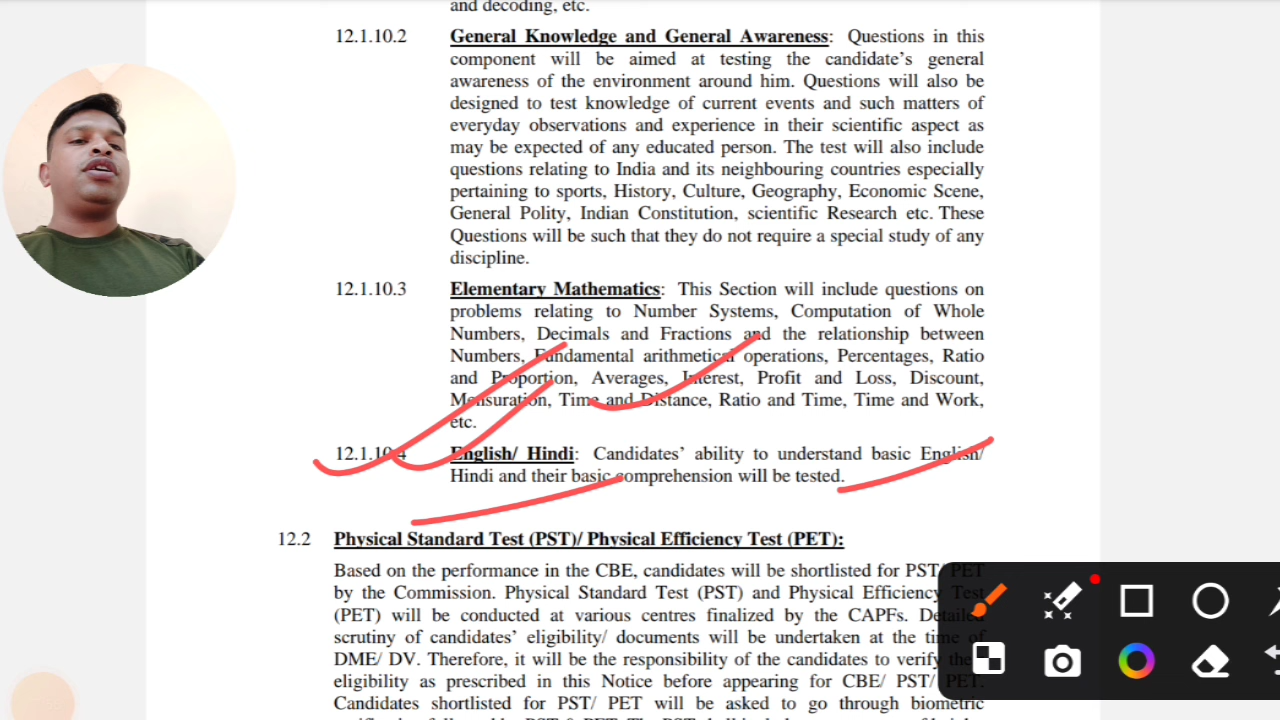 and decoding, etc.
12.1.10.2 General Knowledge and General Awareness: Questions in this
component will be aimed at testing the candidate's general
awareness of the environment around him. Questions will also be
designed to test knowledge of current events and such matters of
everyday observations and experience in their scientific aspect as
may be expected of any educated person. The test will also include
questions relating to India and its neighbouring countries especially
pertaining to sports, History, Culture, Geography, Economic Scene,
General Polity, Indian Constitution, scientific Research etc. These
Questions will be such that they do not require a special study of any
discipline.
12.1.10.3 Elementary Mathematics: This Section will include questions on
problems relating to Number Systems, Computation of Whole
Numbers, Decimals and Fractions and the relationship between
Numbers, Fundamental arithmetical operations, Percentages, Ratio
and Proportion, Averages, Interest, Profit and Loss, Discount,
Mensuration, Time and Distance, Ratio and Time, Time and Work,
etc.
12.1.10.4 English/ Hindi: Candidates' ability to understand basic English/
Hindi and their basic comprehension will be tested.
12.2 Physical Standard Test (PST)/ Physical Efficiency Test (PET):
Based on the performance in the CBE, candidates will be shortlisted for PST/ PET
by the Commission. Physical Standard Test (PST) and Physical Efficiency Test
(PET) will be conducted at various centres finalized by the CAPFs. Detailed
scrutiny of candidates' eligibility/ documents will be undertaken at the time of
DME/ DV. Therefore, it will be the responsibility of the candidates to verify their
eligibility as prescribed in this Notice before appearing for CBE/ PST/ PET.
Candidates shortlisted for PST/ PET will be asked to go through biometric